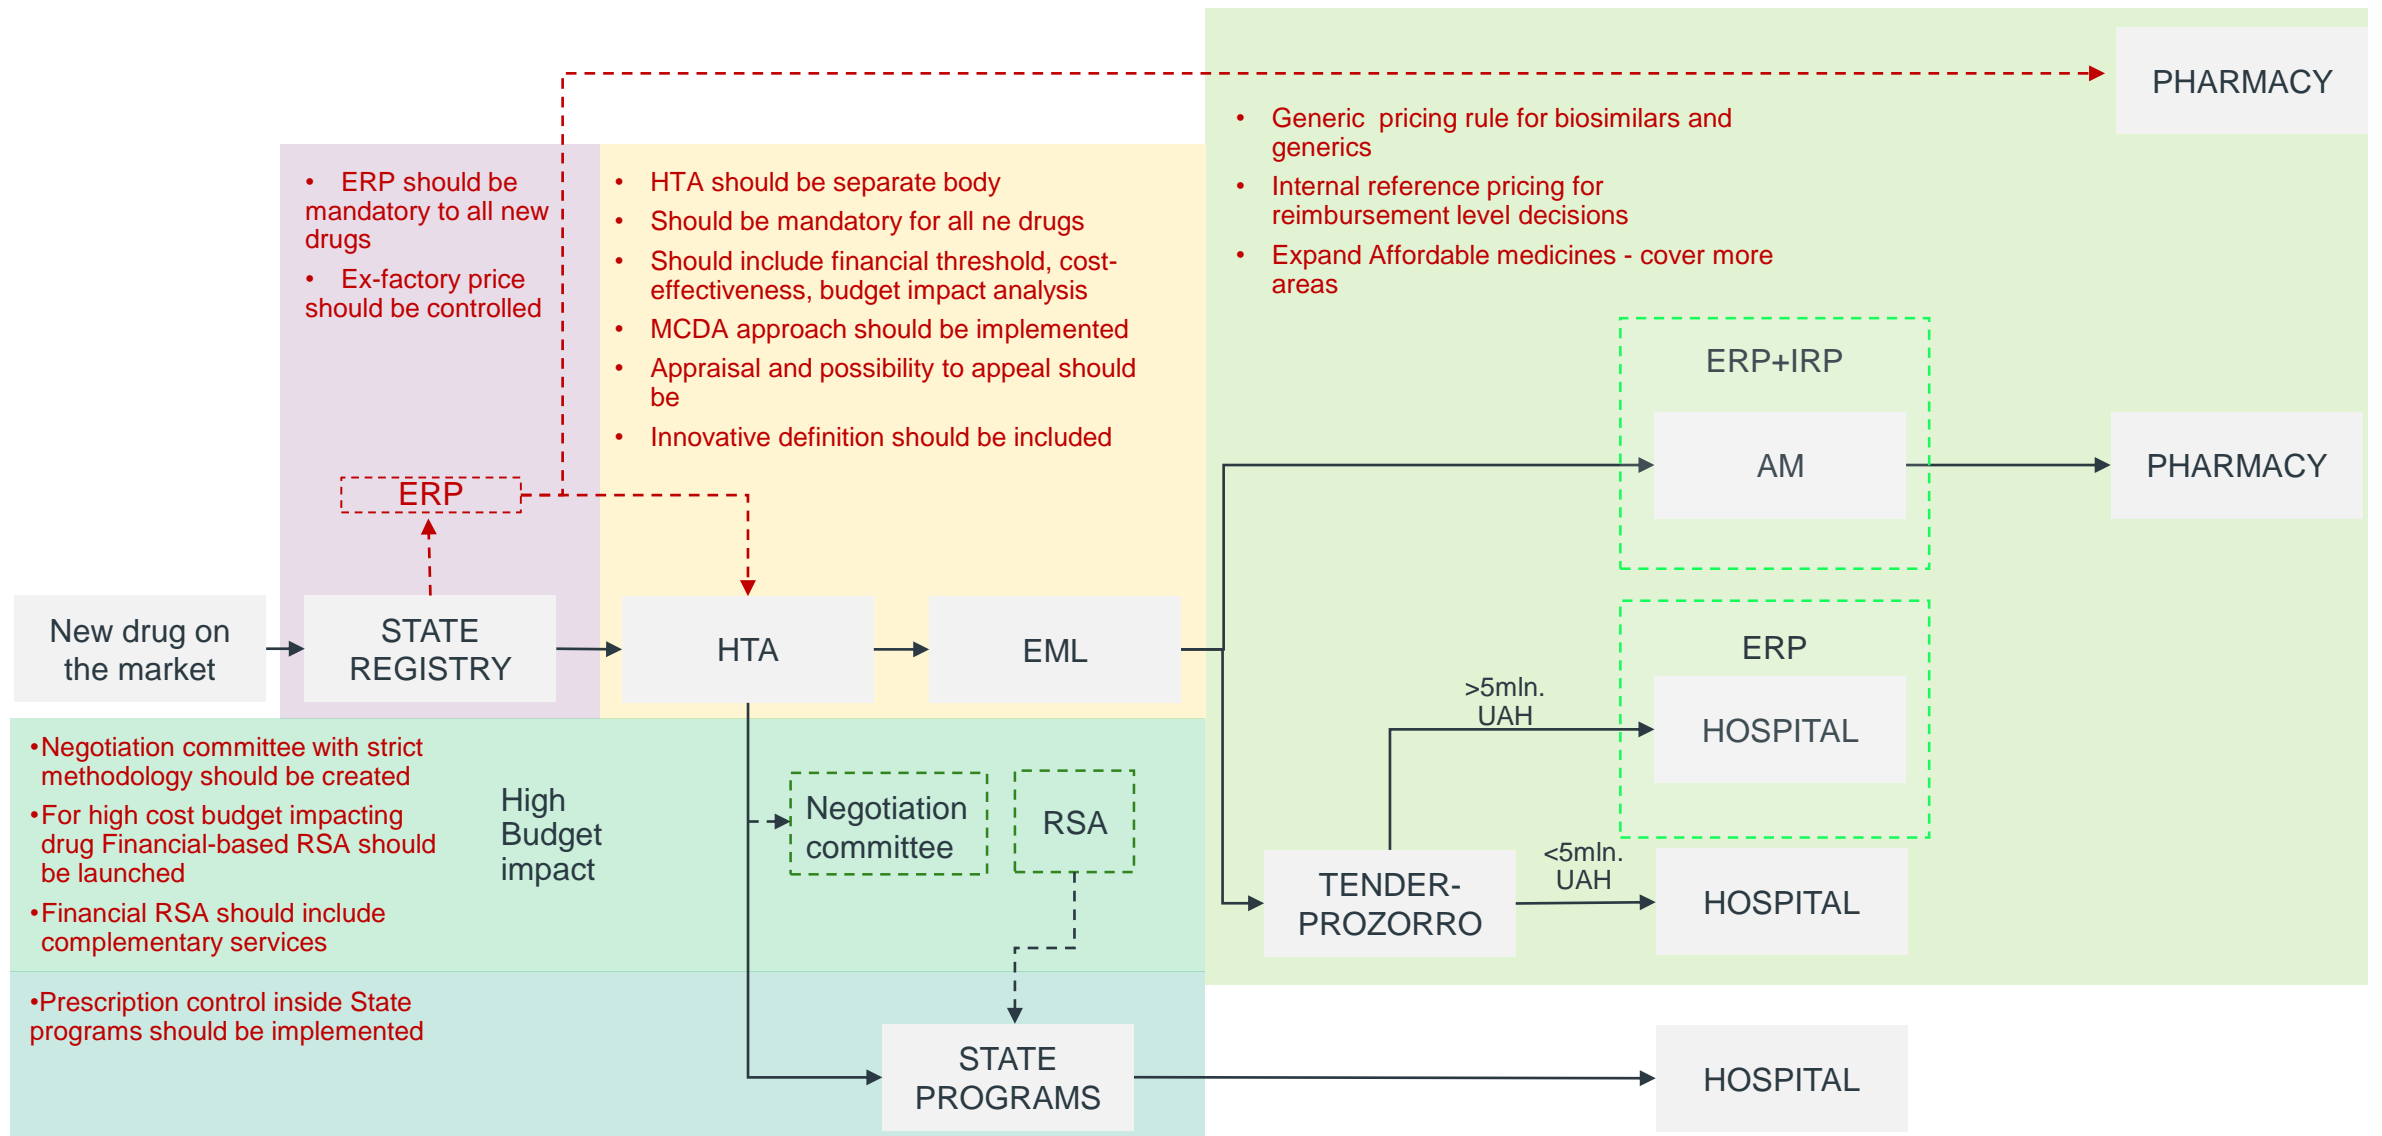 PHARMACY
• Generic pricing rule for biosimilars and
generics
• Internal reference pricing for
reimbursement level decisions
• Expand Affordable medicines - cover more
areas
• ERP should be
mandatory to all new
drugs
• Ex-factory price
should be controlled
• HTA should be separate body
• Should be mandatory for all ne drugs
• Should include financial threshold, cost-
effectiveness, budget impact analysis
• MCDA approach should be implemented
• Appraisal and possibility to appeal should
be
• Innovative definition should be included
ERP+IRP
AM
PHARMACY
ERP
New drug on
the market
STATE
REGISTRY
HTA
EML
ERP
>5mln.
UAH
HOSPITAL
•Negotiation committee with strict
methodology should be created
•For high cost budget impacting
drug Financial-based RSA should
be launched
•Financial RSA should include
complementary services
High
Budget
impact
Negotiation
committee
RSA
<5mln.
UAH
TENDER-
PROZORRO
HOSPITAL
•Prescription control inside State
programs should be implemented
STATE
PROGRAMS
HOSPITAL